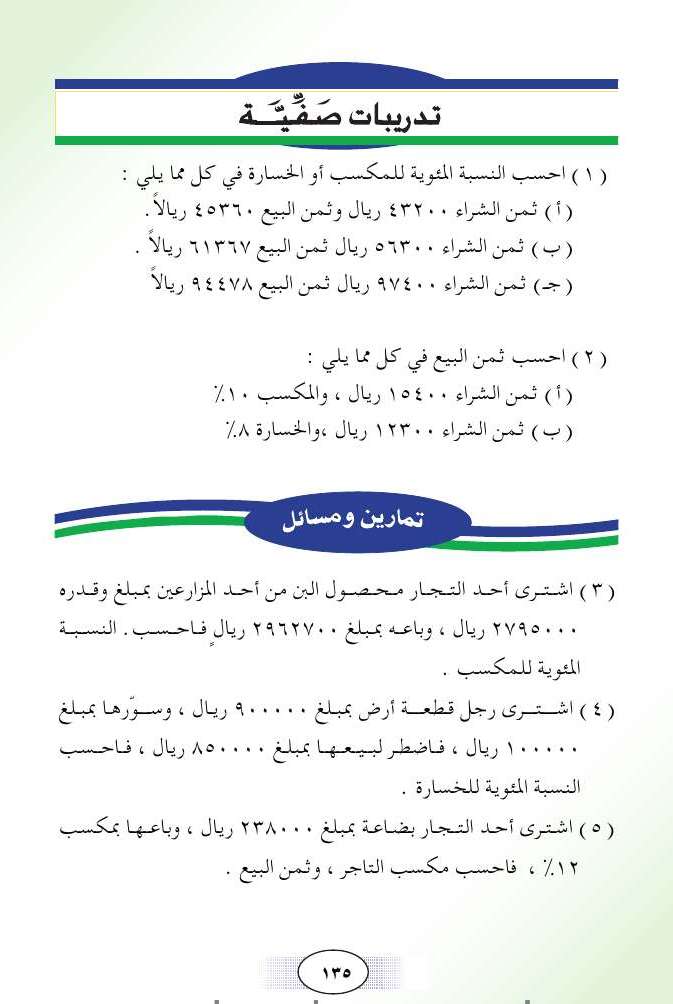 تدريبات صَفِّيَّـة
( ١ ) احسب النسبة المئوية للمكسب أو الخسارة في كل مما يلي :
( أ ) ثمن الشراء ٤٣٢٠٠ ريال وثمن البيع ٤٥٣٦٠ ريالاً .
( ب ) ثمن الشراء ٥٦٣٠٠ ريال ثمن البيع ٦١٣٦٧ ريالاً .
( جـ ) ثمن الشراء ٩٧٤٠٠ ريال ثمن البيع ٩٤٤٧٨ ريالاً
( ٢ ) احسب ثمن البيع في كل مما يلي :
( أ ) ثمن الشراء ١٥٤٠٠ ريال ، والمكسب ١٠٪
( ب ) ثمن الشراء ١٢٣٠٠ ريال ،والخسارة ٨٪
تمارين ومسائل
( ٣ ) اشترى أحد التجار محصول البن من أحد المزارعين بمبلغ وقدره
٢٧٩٥٠٠٠ ريال ، وباعه بمبلغ ٢٩٦٢٧٠٠ ريالٍ فاحسب . النسبة
المئوية للمكسب .
( ٤ ) اشترى رجل قطعة أرض بمبلغ ٩٠٠٠٠٠ ريال ، وسوّرها بمبلغ
١٠٠٠٠٠ ريال ، فاضطر لبيعها بمبلغ ٨٥٠٠٠٠ ريال ، فاحسب
النسبة المئوية للخسارة .
( ٥ ) اشترى أحد التجار بضاعة بمبلغ ٢٣٨٠٠٠ ريال ، وباعها بمكسب
١٢٪ ، فاحسب مكسب التاجر ، وثمن البيع .
١٣٥